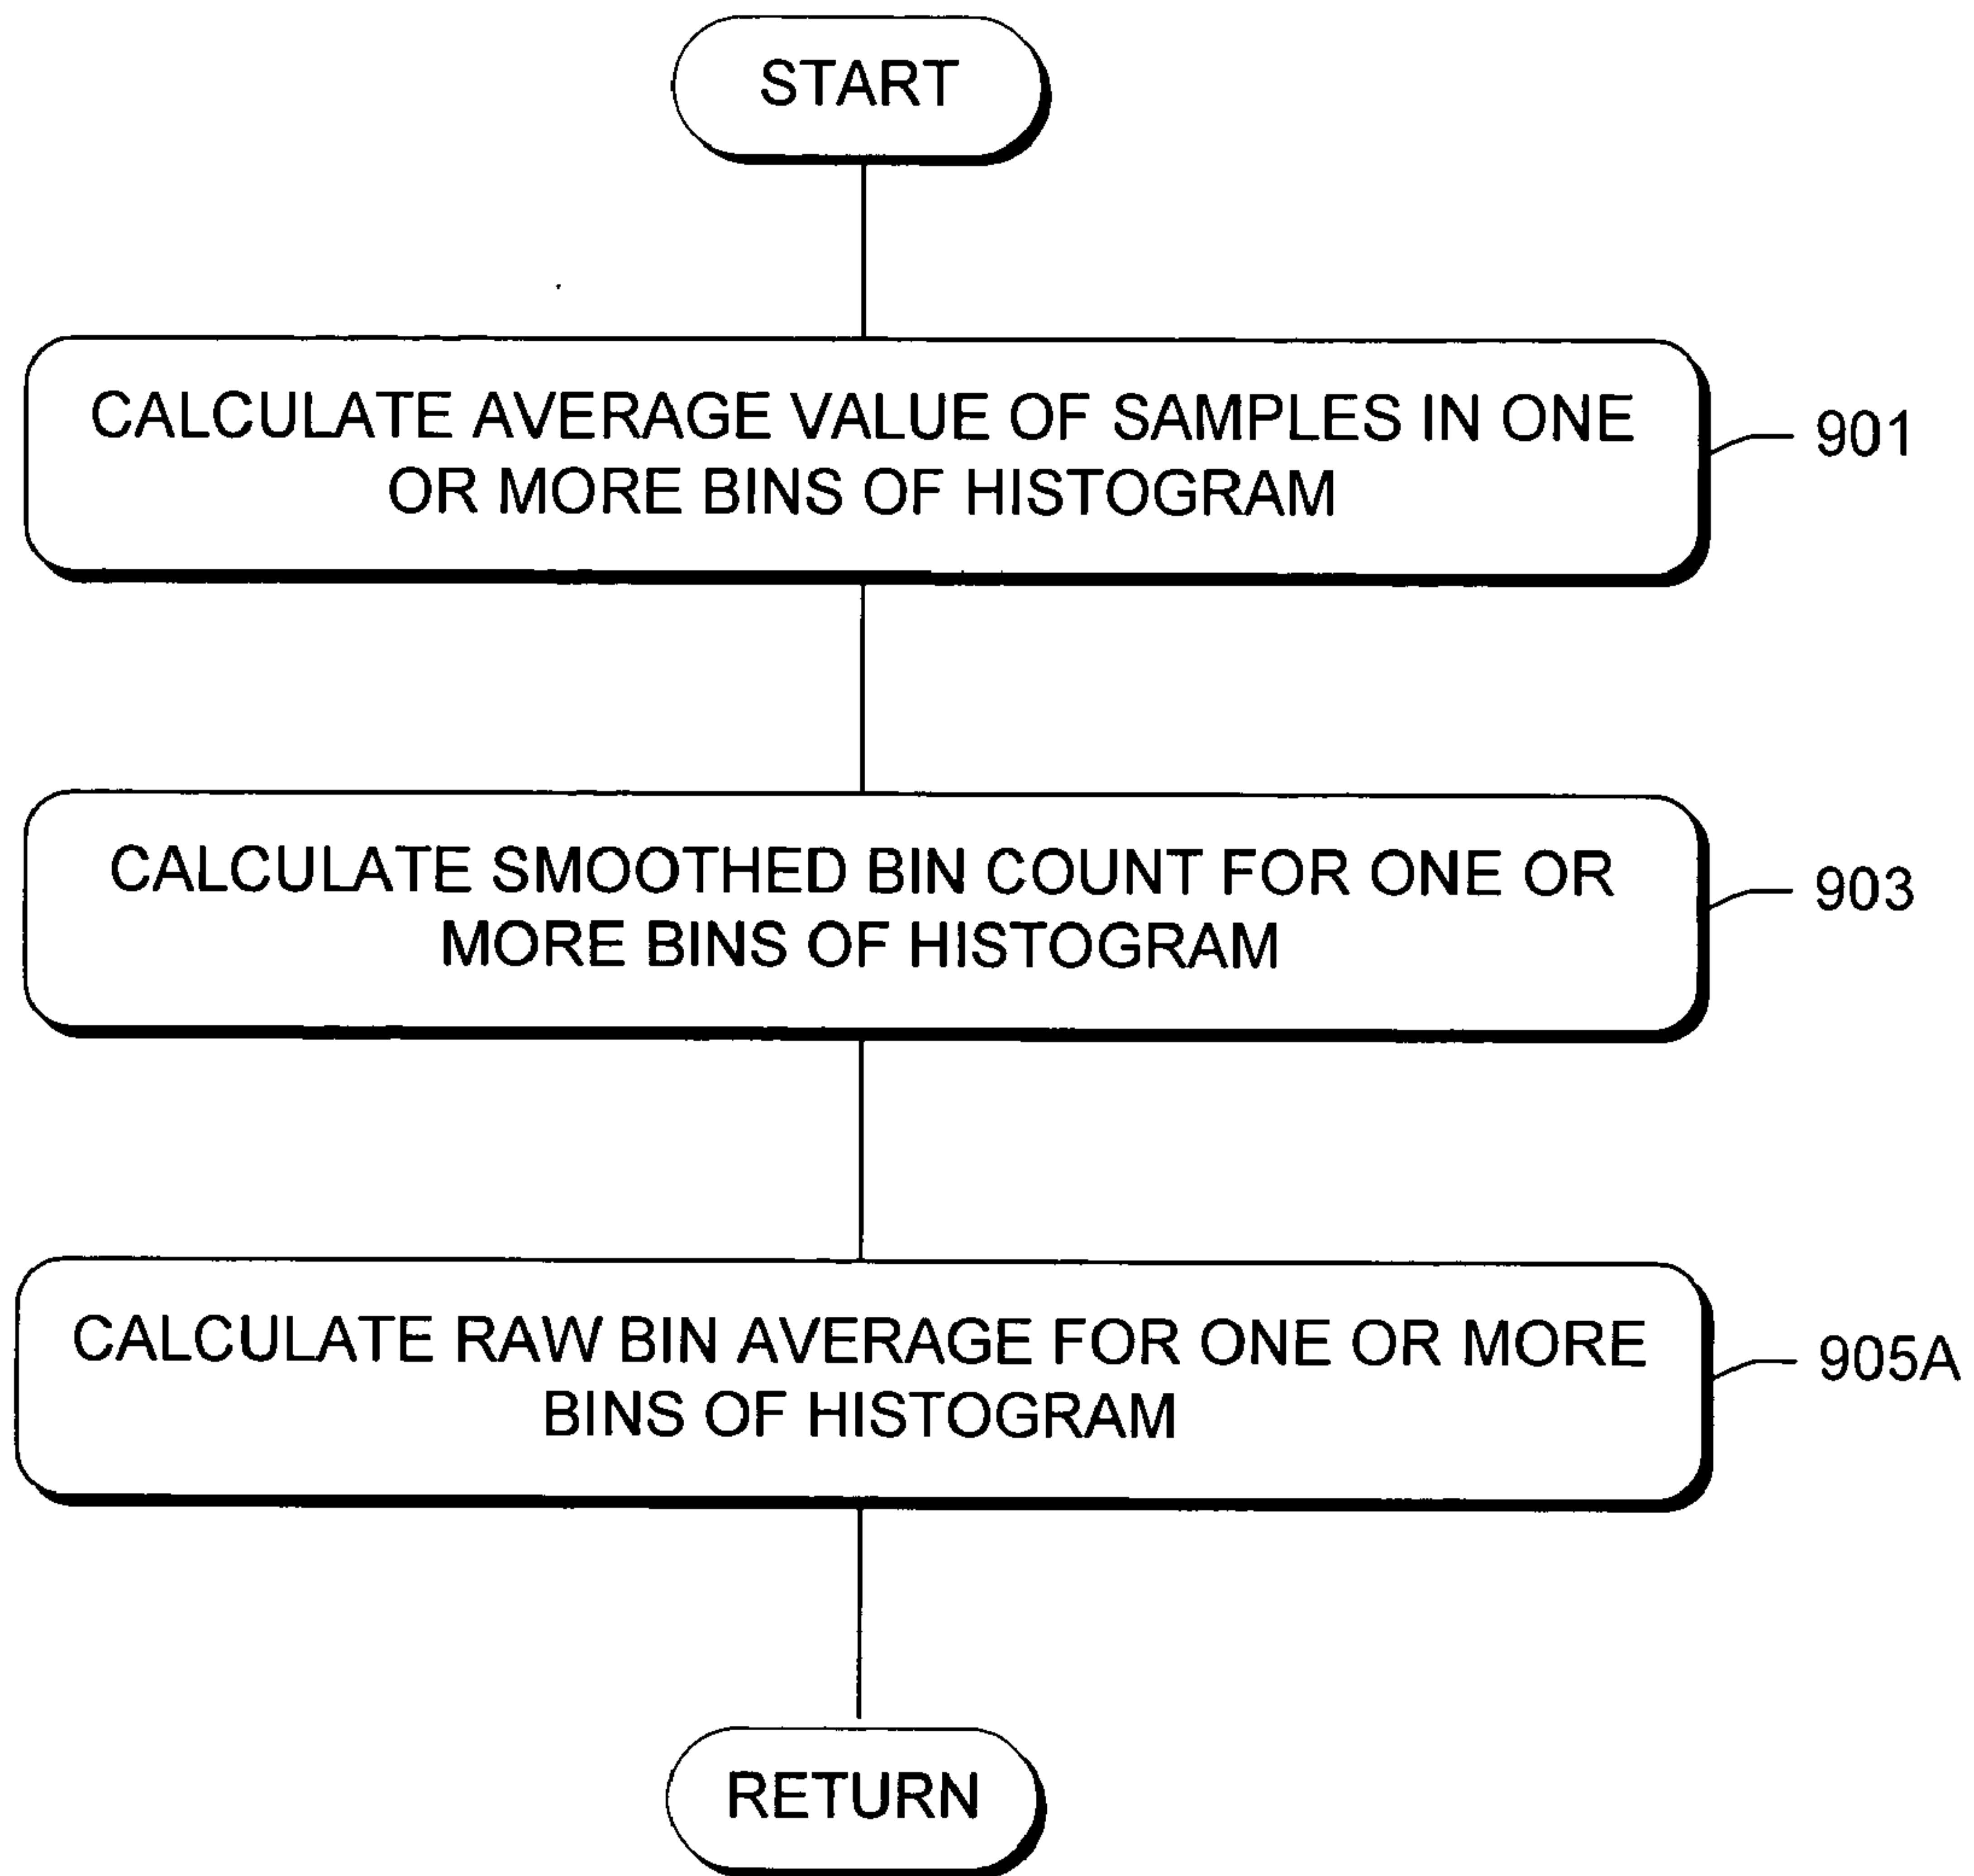 START
CALCULATE AVERAGE VALUE OF SAMPLES IN ONE
OR MORE BINS OF HISTOGRAM
901
CALCULATE SMOOTHED BIN COUNT FOR ONE OR
MORE BINS OF HISTOGRAM
903
CALCULATE RAW BIN AVERAGE FOR ONE OR MORE
BINS OF HISTOGRAM
905A
RETURN